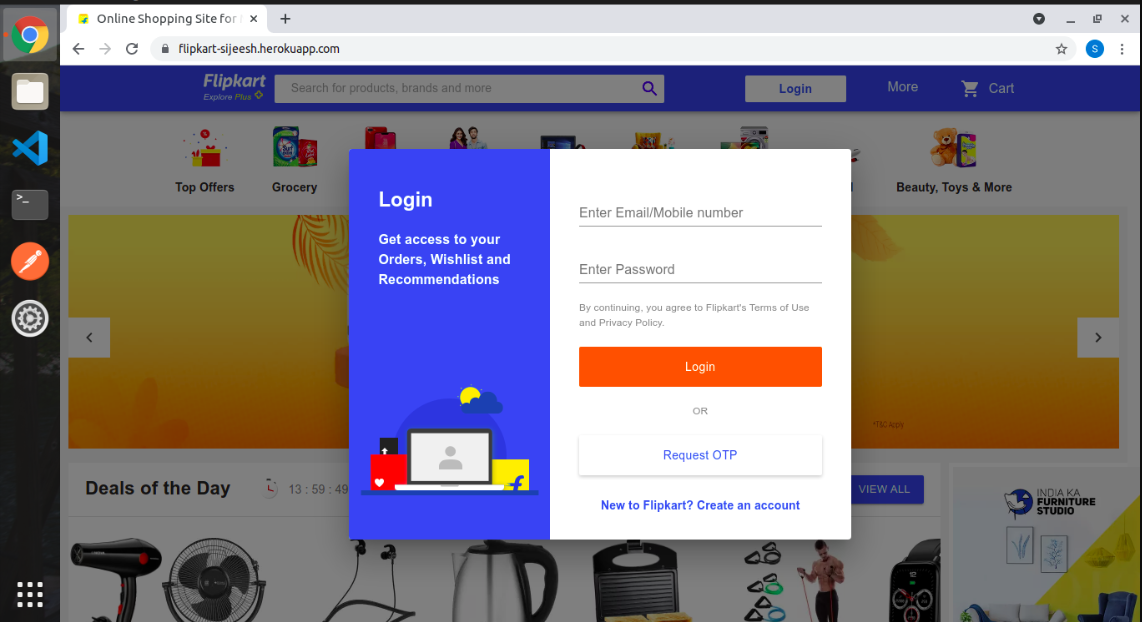 Online Shopping Site for
flipkart-sijeesh.herokuapp.com
S
Flipkart
Explore Plus
Search for products, brands and more
Login
More
Cart
Top Offers
Grocery
Beauty, Toys & More
Login
Get access to your
Orders, Wishlist and
Recommendations
Enter Email/Mobile number
Enter Password
By continuing, you agree to Flipkart's Terms of Use
and Privacy Policy.
Login
OR
Request OTP
New to Flipkart? Create an account
*T&C Apply
Deals of the Day
13 : 59 : 49
VIEW ALL
INDIA KA
FURNITURE
STUDIO